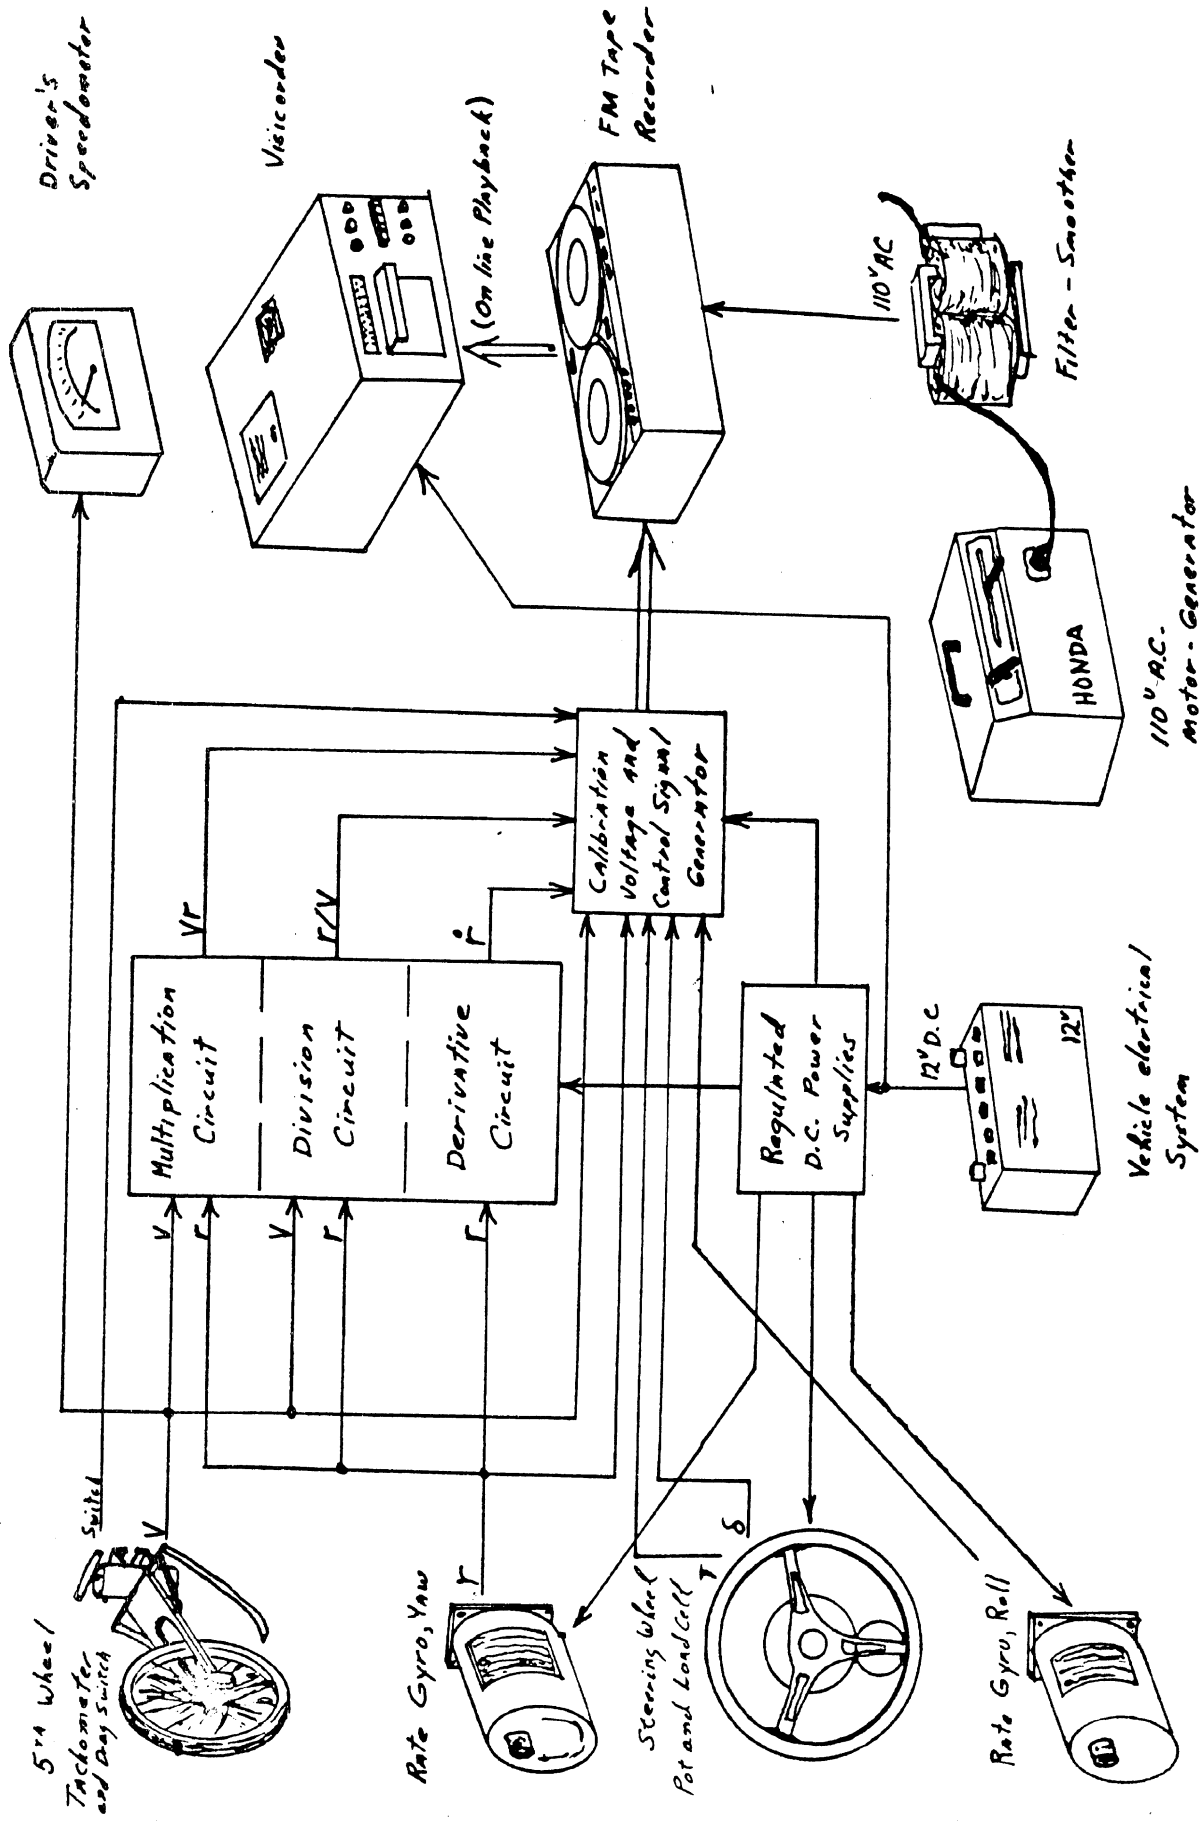 5TH Wheel
Tachometer
and Drag Switch
Switch
V
Driver's
Speedometer
V
r
V
r
r
Multiplication
Circuit
Division
Circuit
Derivative
Circuit
Vr
r/V
ṙ
Visicorder
(On line Playback)
Rate Gyro, Yaw
r
Calibration
Voltage and
Control Signal
Generator
FM Tape
Recorder
Steering Wheel
Pot and Load Cell
T
δ
Regulated
D.C. Power
Supplies
12V D.C
12V
Vehicle eletrical
System
110V AC
Filter - Smoother
HONDA
110V A.C.
Motor - Generator
Rate Gyro, Roll